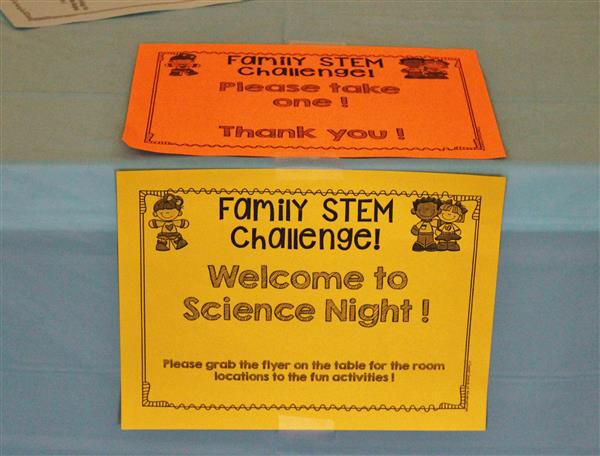 Family STEM
Challenge!
Please take
one !
Thank you !
Family STEM
Challenge!
Welcome to
Science Night !
Please grab the flyer on the table for the room
locations to the fun activities !